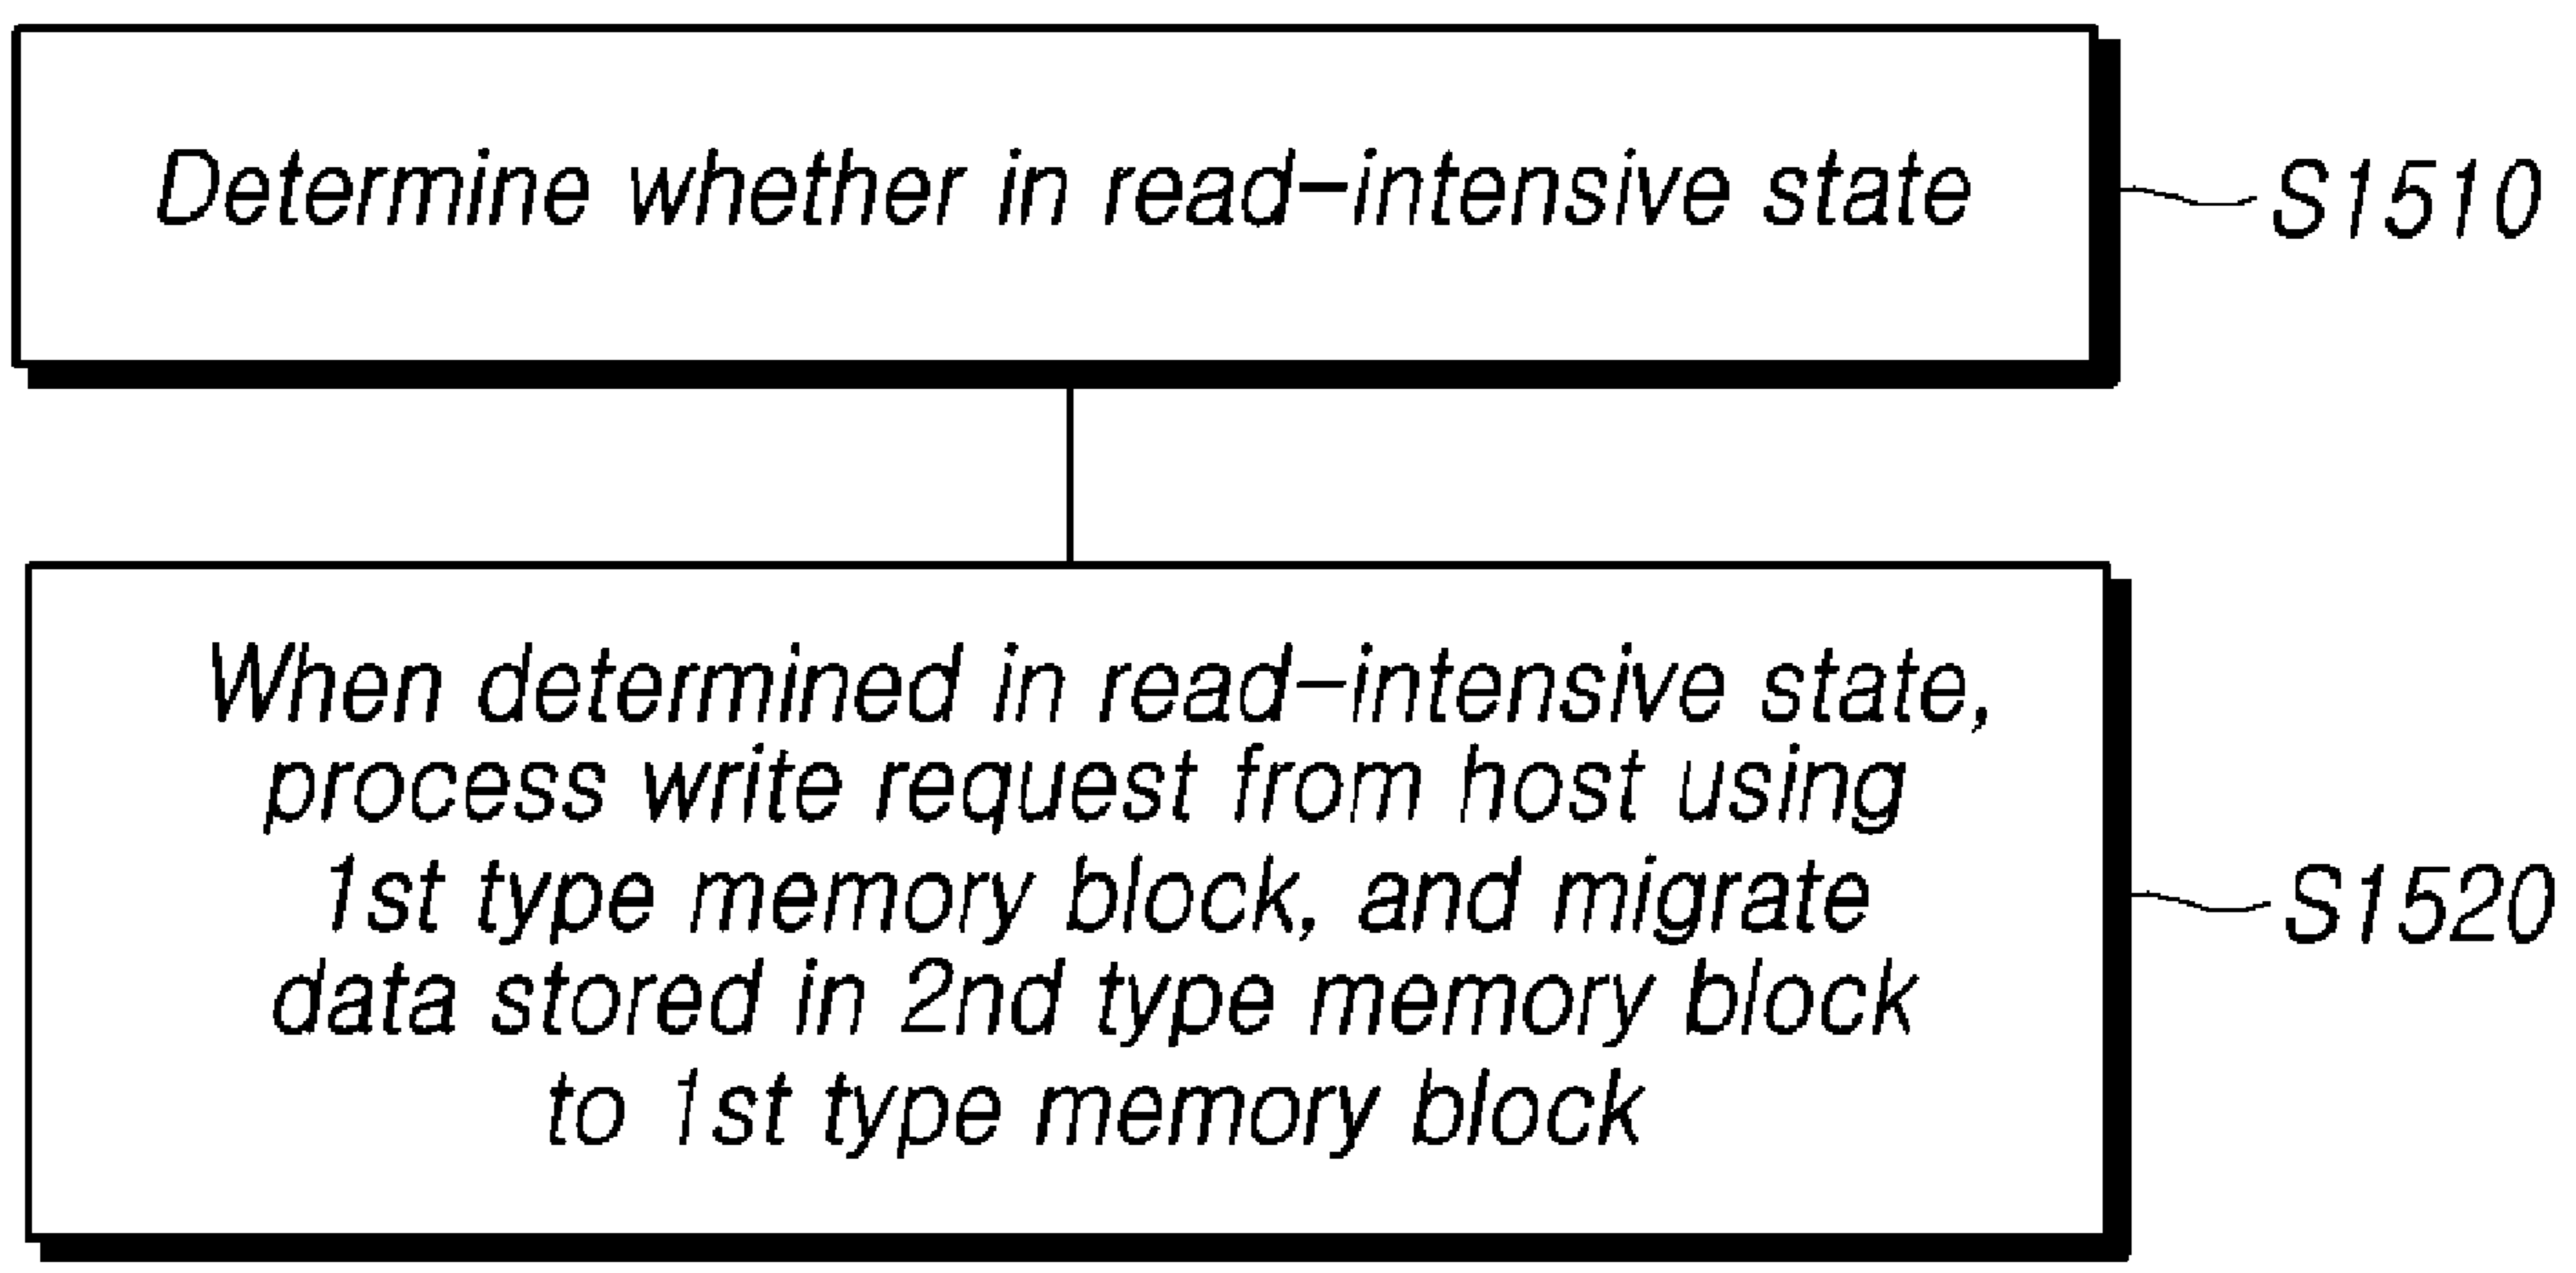 Determine whether in read-intensive state
S1510
When determined in read-intensive state,
process write request from host using
1st type memory block, and migrate
data stored in 2nd type memory block
to 1st type memory block
S1520